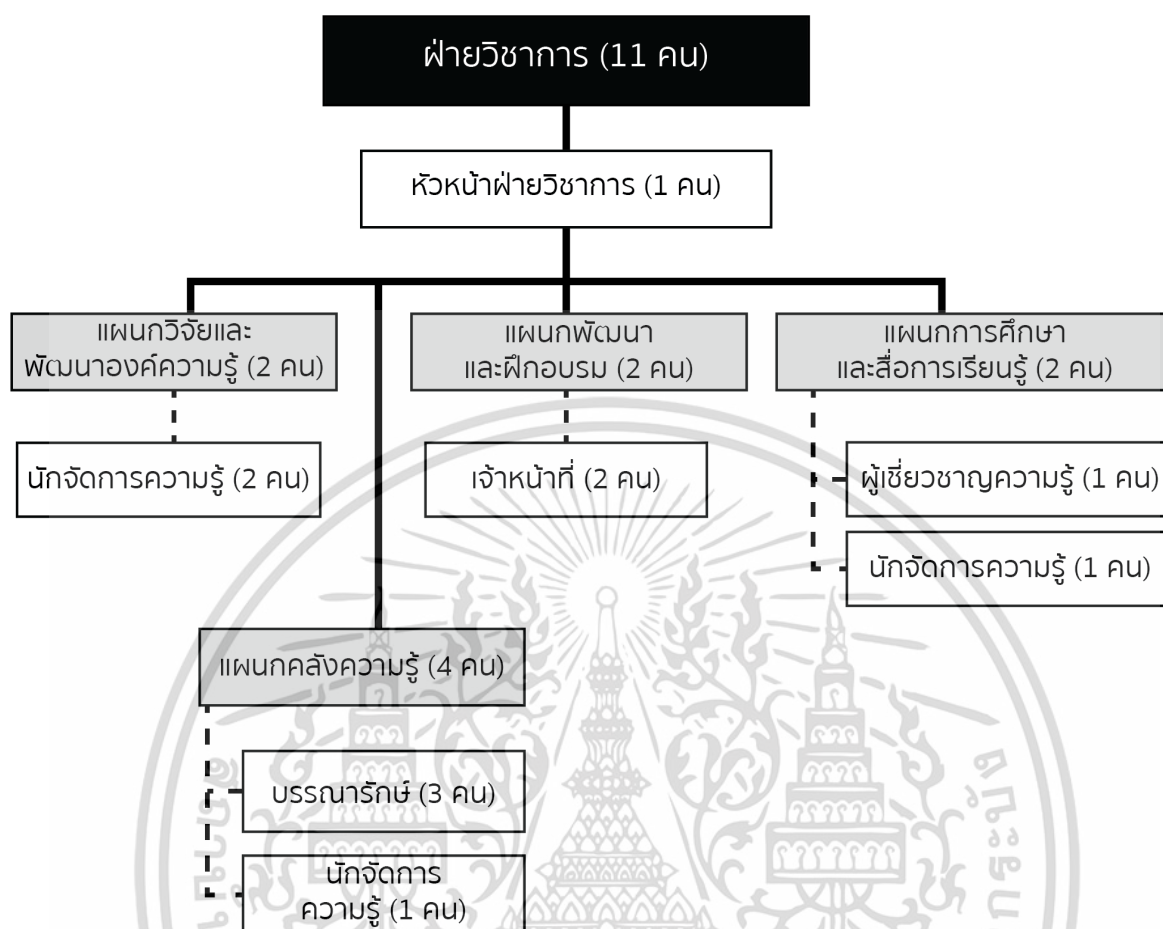 ฝ่ายวิชาการ (11 คน)
หัวหน้าฝ่ายวิชาการ (1 คน)
แผนกวิจัยและ
พัฒนาองค์ความรู้ (2 คน)
นักจัดการความรู้ (2 คน)
แผนกพัฒนา
และฝึกอบรม (2 คน)
เจ้าหน้าที่ (2 คน)
แผนกการศึกษา
และสื่อการเรียนรู้ (2 คน)
ผู้เชี่ยวชาญความรู้ (1 คน)
นักจัดการความรู้ (1 คน)
แผนกคลังความรู้ (4 คน)
บรรณารักษ์ (3 คน)
นักจัดการ
ความรู้ (1 คน)